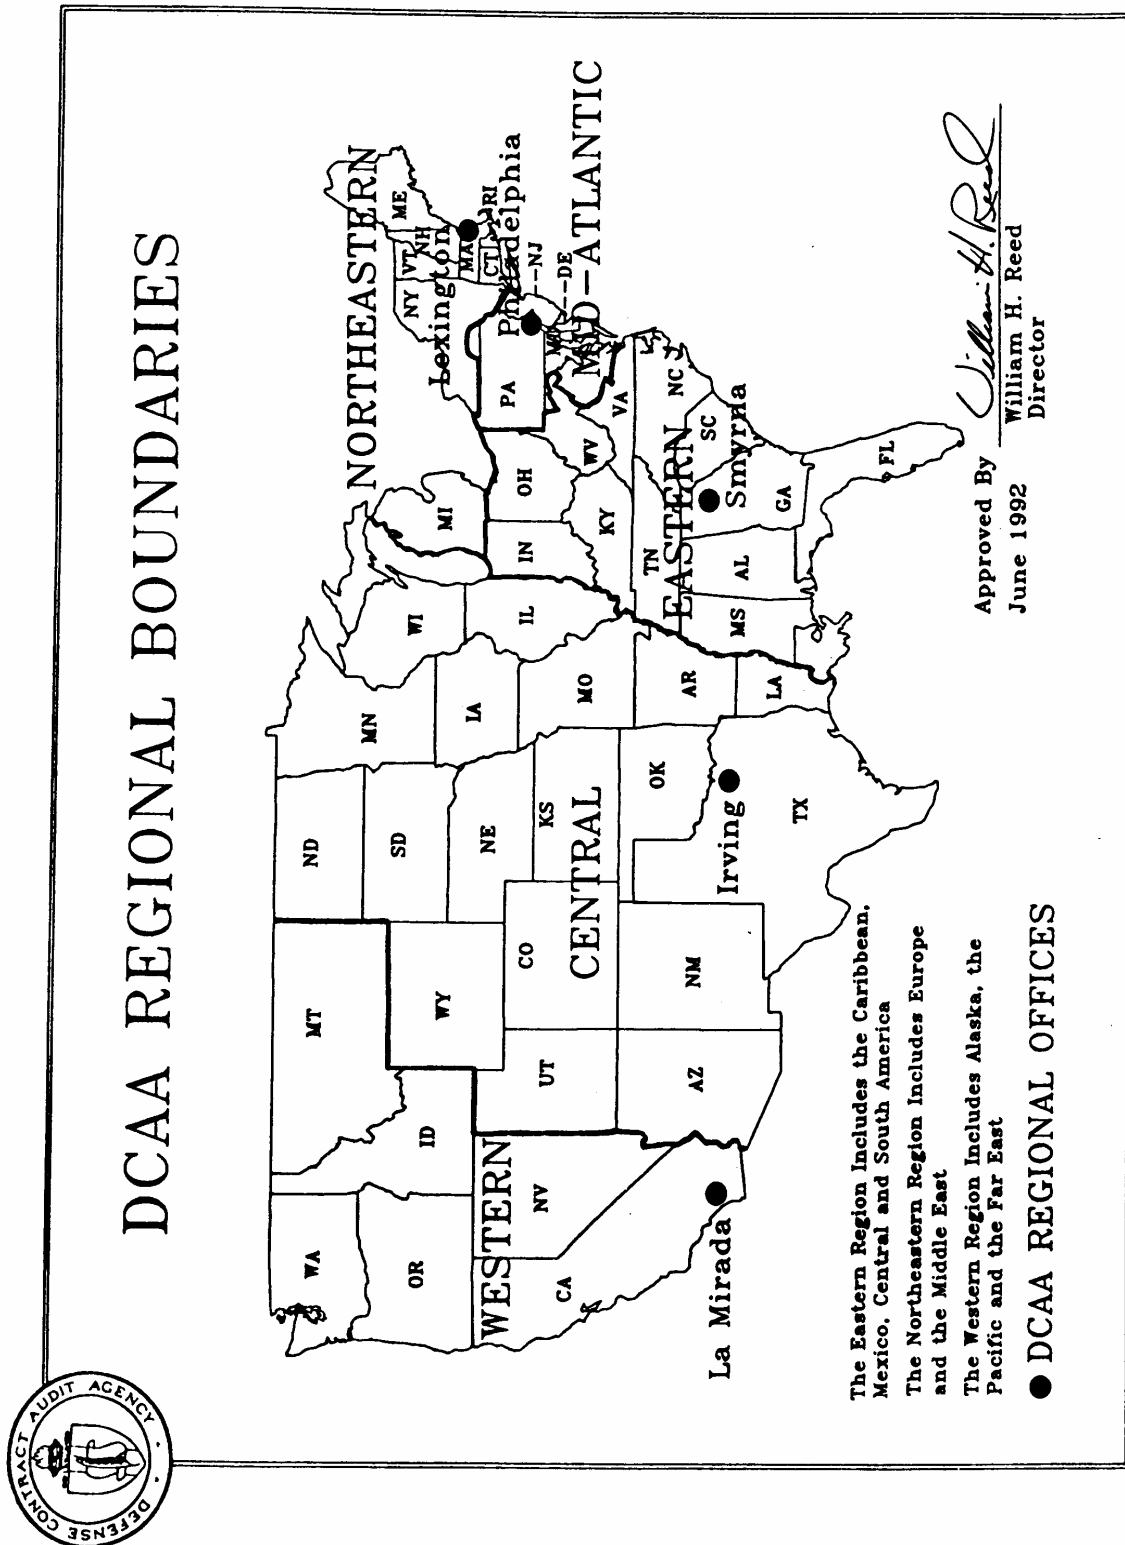 DEFENSE CONTRACT AUDIT AGENCY
DCAA REGIONAL BOUNDARIES
NORTHEASTERN
WA
MT
ND
MN
NY
VT
NH
ME
OR
ID
WY
SD
WI
MI
Lexington
MA
CT
RI
WESTERN
NV
UT
CO
NE
IA
IL
IN
OH
PA
Philadelphia
--NJ
--DE
MD
MID-ATLANTIC
CA
CENTRAL
KS
MO
KY
WV
VA
La Mirada
AZ
NM
OK
AR
TN
EASTERN
NC
SC
Irving
TX
LA
MS
AL
GA
Smyrna
FL
The Eastern Region Includes the Caribbean,
Mexico, Central and South America
The Northeastern Region Includes Europe
and the Middle East
The Western Region Includes Alaska, the
Pacific and the Far East
DCAA REGIONAL OFFICES
Approved By William H. Reed
William H. Reed
June 1992
Director